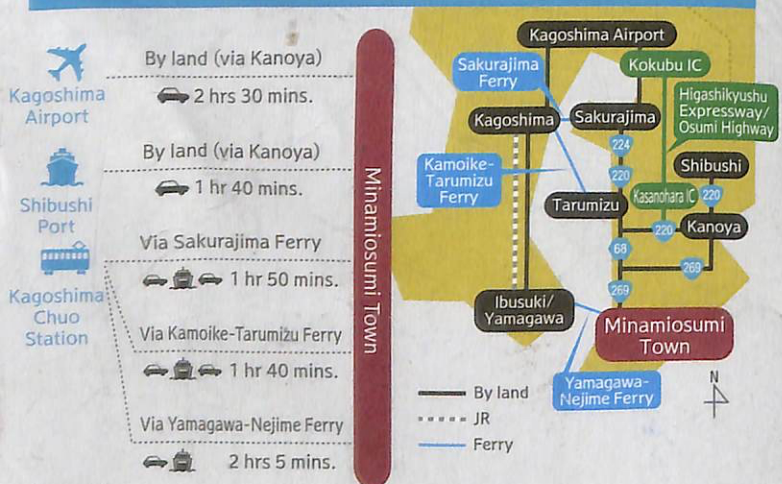 Kagoshima
Airport
By land (via Kanoya)
2 hrs 30 mins.
Shibushi
Port
By land (via Kanoya)
1 hr 40 mins.
Kagoshima
Chuo
Station
Via Sakurajima Ferry
1 hr 50 mins.
Via Kamoike-Tarumizu Ferry
1 hr 40 mins.
Via Yamagawa-Nejime Ferry
2 hrs 5 mins.
Minamiosumi Town
Kagoshima Airport
Sakurajima
Ferry
Kokubu IC
Kagoshima
Sakurajima
Higashikyushu
Expressway/
Osumi Highway
224
Kamoike-
Tarumizu
Ferry
220
Shibushi
Tarumizu
Kasanohara IC
220
220
Kanoya
68
269
269
Ibusuki/
Yamagawa
Minamiosumi
Town
Yamagawa-
Nejime Ferry
By land
JR
Ferry
N